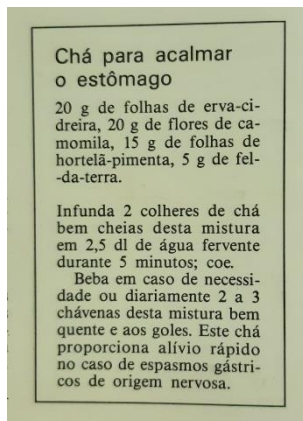 Chá para acalmar
o estômago
20 g de folhas de erva-ci-
dreira, 20 g de flores de ca-
momila, 15 g de folhas de
hortelã-pimenta, 5 g de fel-
-da-terra.
Infunda 2 colheres de chá
bem cheias desta mistura
em 2,5 dl de água fervente
durante 5 minutos; coe.
Beba em caso de necessi-
dade ou diariamente 2 a 3
chávenas desta mistura bem
quente e aos goles. Este chá
proporciona alívio rápido
no caso de espasmos gástri-
cos de origem nervosa.